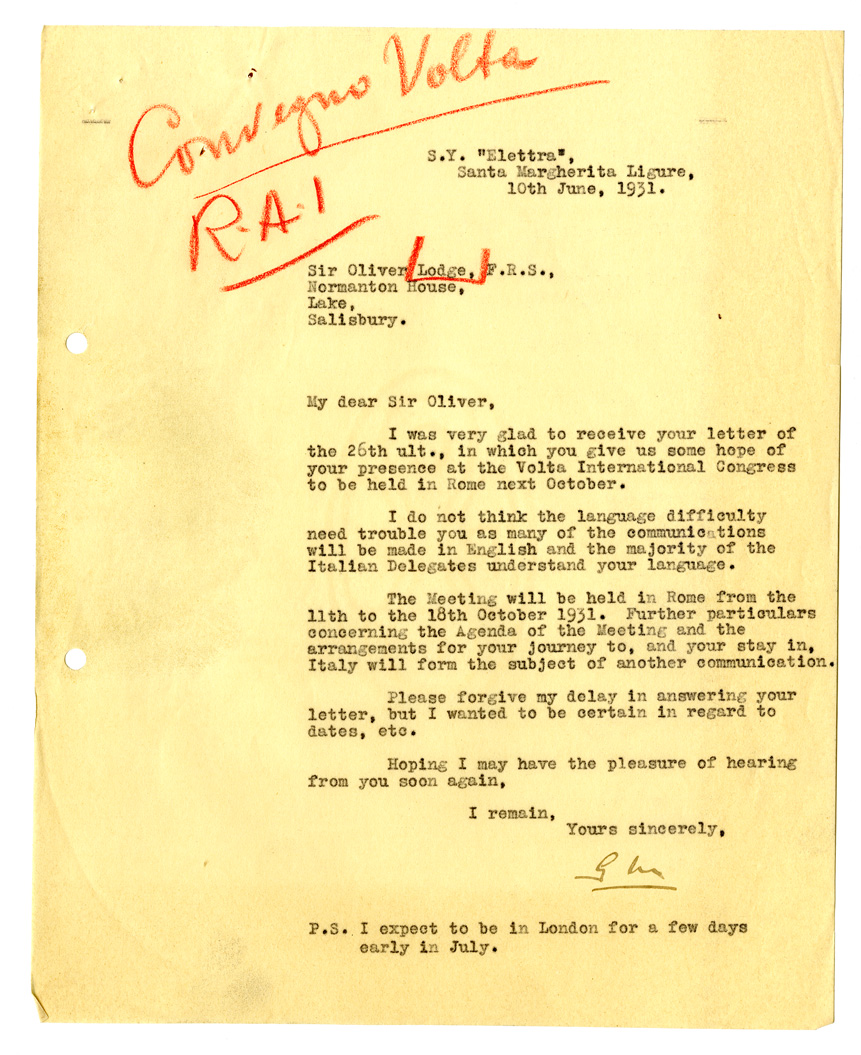 Convegno Volta
R.A.I
S.Y. "Elettra",
Santa Margherita Ligure,
10th June, 1931.
Sir Oliver Lodge, F.R.S.,
Normanton House,
Lake,
Salisbury.
My dear Sir Oliver,
I was very glad to receive your letter of
the 26th ult., in which you give us some hope of
your presence at the Volta International Congress
to be held in Rome next October.
I do not think the language difficulty
need trouble you as many of the communications
will be made in English and the majority of the
Italian Delegates understand your language.
The Meeting will be held in Rome from the
11th to the 18th October 1931. Further particulars
concerning the Agenda of the Meeting and the
arrangements for your journey to, and your stay in,
Italy will form the subject of another communication.
Please forgive my delay in answering your
letter, but I wanted to be certain in regard to
dates, etc.
Hoping I may have the pleasure of hearing
from you soon again,
I remain,
Yours sincerely,
G M
P.S. I expect to be in London for a few days
early in July.